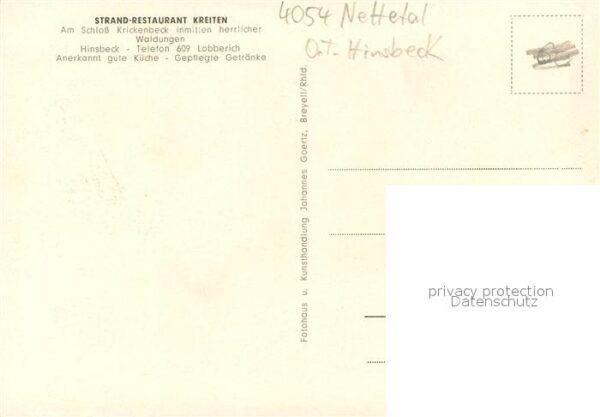 STRAND-RESTAURANT KREITEN
Am Schloß Krickenbeck inmitten herrlicher
Waldungen
Hinsbeck - Telefon 609 Lobberich
Anerkannt gute Küche - Gepflegte Getränke
4054 Nettetal
O.T. Hinsbeck
Fotohaus u. Kunsthandlung Johannes Goertz, Breyell/Rhld.
privacy protection
Datenschutz